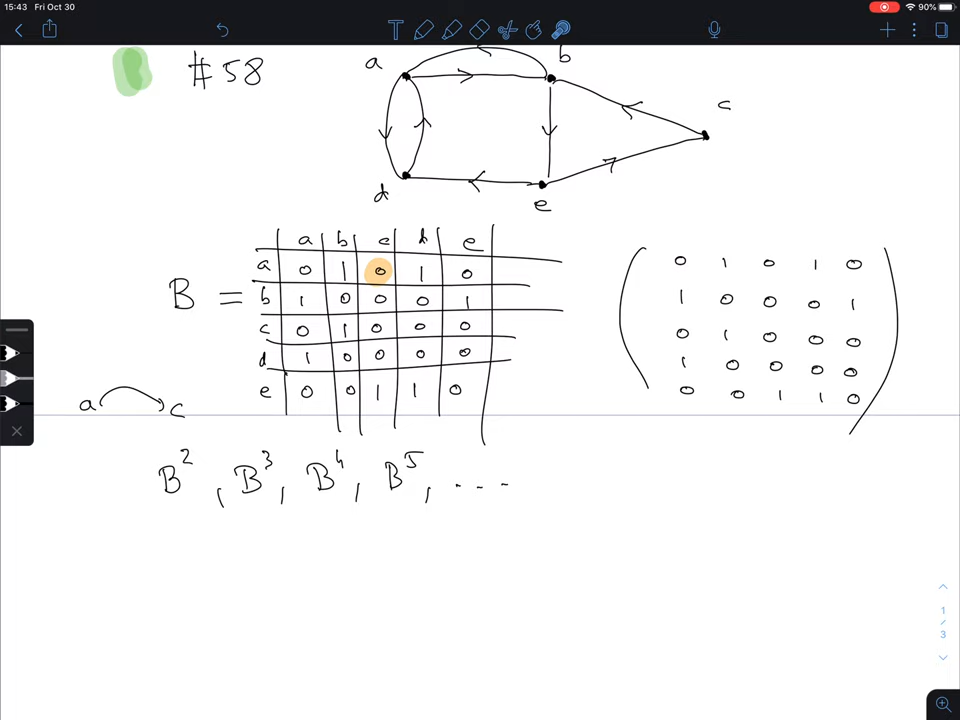 15:43 Fri Oct 30
90%
T
#58
a b
c
d e
a b c d e
a 0 1 0 1 0
b 1 0 0 0 1
c 0 1 0 0 0
d 1 0 0 0 0
e 0 0 1 1 0
B =
0 1 0 1 0
1 0 0 0 1
0 1 0 0 0
1 0 0 0 0
0 0 1 1 0
a c
B², B³, B⁴, B⁵, ....
1
/
3